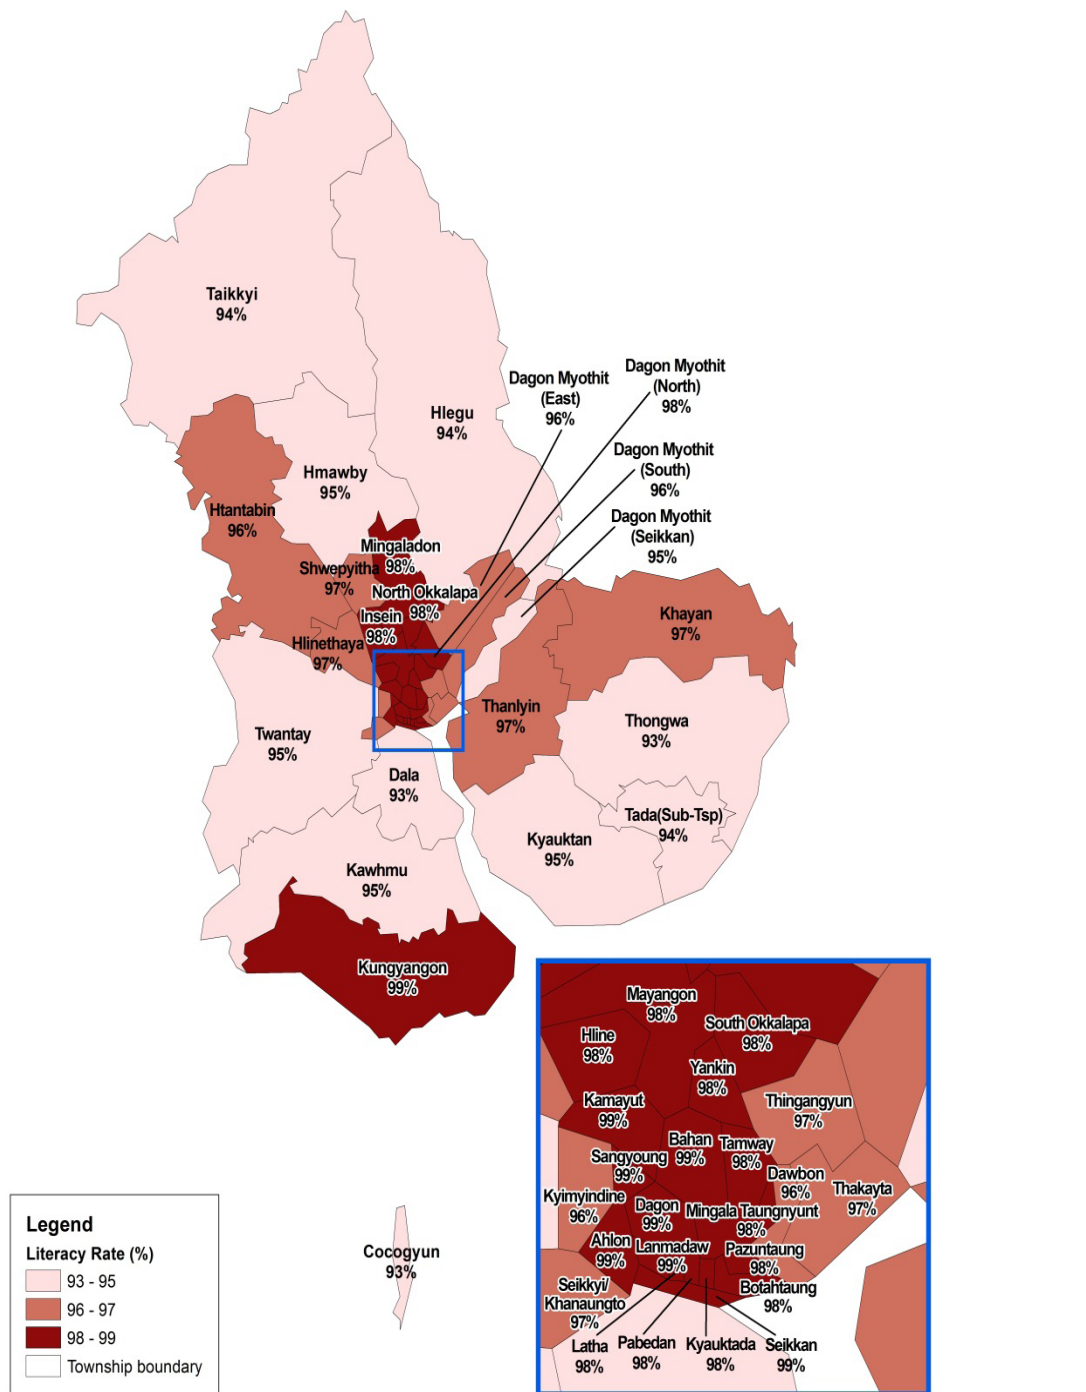 Taikkyi
94%
Hlegu
94%
Dagon Myothit
(East)
96%
Dagon Myothit
(North)
98%
Dagon Myothit
(South)
96%
Dagon Myothit
(Seikkan)
95%
Hmawby
95%
Htantabin
96%
Mingaladon
98%
Shwepyitha
97%
North Okkalapa
98%
Insein
98%
Hlinethaya
97%
Khayan
97%
Thanlyin
97%
Thongwa
93%
Twantay
95%
Dala
93%
Tada(Sub-Tsp)
94%
Kyauktan
95%
Kawhmu
95%
Kungyangon
99%
Cocogyun
93%
Mayangon
98%
South Okkalapa
98%
Hline
98%
Yankin
98%
Kamayut
99%
Thingangyun
97%
Bahan
99%
Tamway
98%
Sangyoung
99%
Dawbon
96%
Thakayta
97%
Kyimyindine
96%
Dagon
99%
Mingala Taungnyunt
98%
Ahlon
99%
Lanmadaw
99%
Pazuntaung
98%
Botahtaung
98%
Seikkyi/
Khanaungto
97%
Latha
98%
Pabedan
98%
Kyauktada
98%
Seikkan
99%
Legend
Literacy Rate (%)
93 - 95
96 - 97
98 - 99
Township boundary